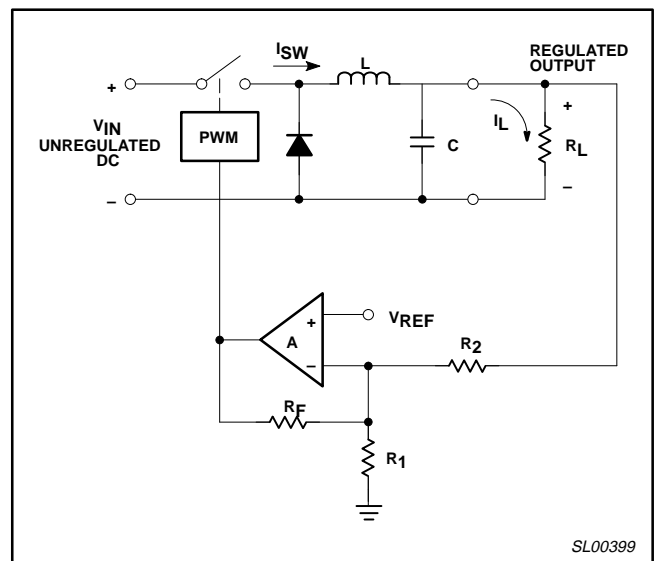 ISW
L
REGULATED
OUTPUT
+
VIN
UNREGULATED
DC
PWM
C
IL
+
RL
–
–
+
VREF
A
–
R2
RF
R1
SL00399